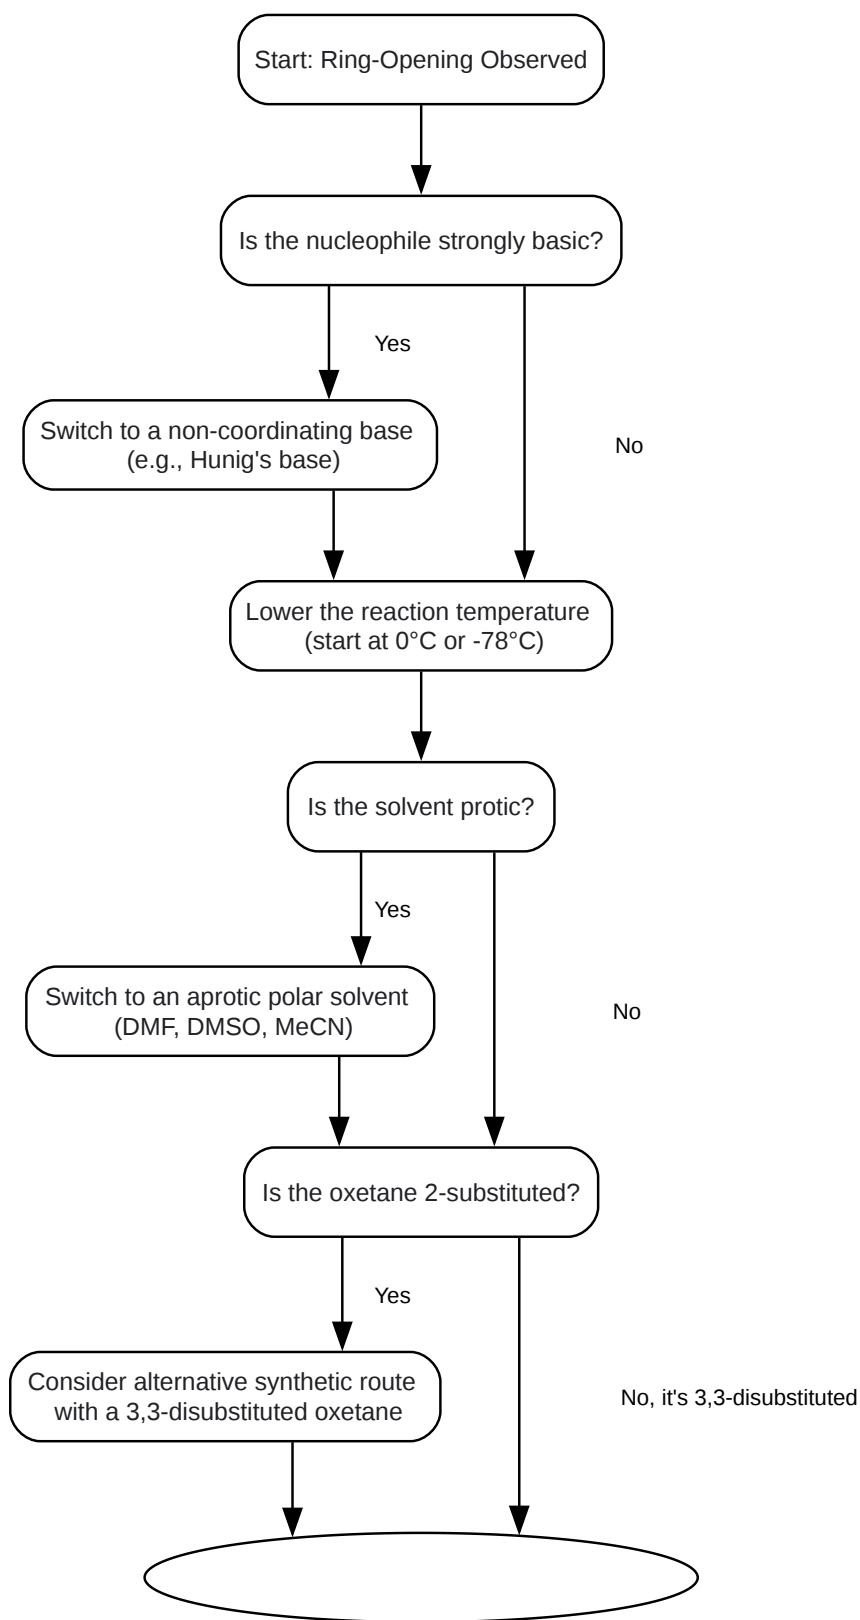 Start: Ring-Opening Observed
Is the nucleophile strongly basic?
Yes
Switch to a non-coordinating base
(e.g., Hunig's base)
No
Lower the reaction temperature
(start at 0°C or -78°C)
Is the solvent protic?
Yes
Switch to an aprotic polar solvent
(DMF, DMSO, MeCN)
No
Is the oxetane 2-substituted?
Yes
Consider alternative synthetic route
with a 3,3-disubstituted oxetane
No, it's 3,3-disubstituted